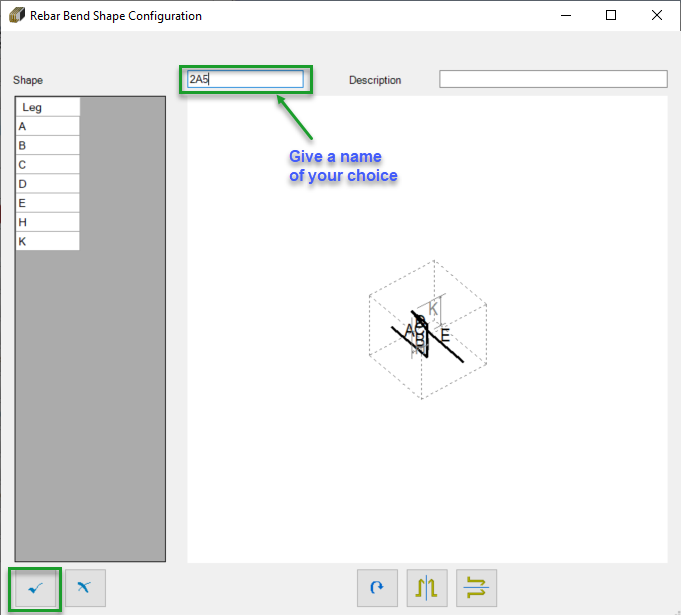 Rebar Bend Shape Configuration
Shape
2A5
Description
Leg
A
B
C
D
E
H
K
Give a name
of your choice
K
A
E